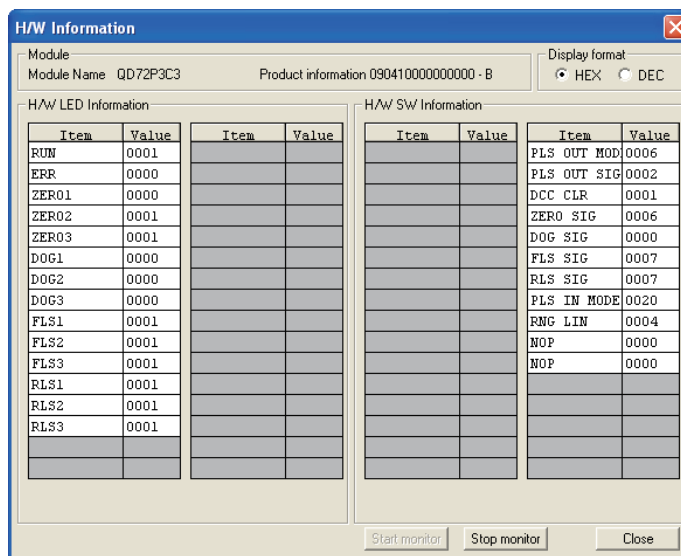 H/W Information
Module
Display format
Module Name QD72P3C3 Product information 090410000000000 - B
HEX DEC
H/W LED Information
H/W SW Information
Item Value Item Value Item Value Item Value
RUN 0001 PLS OUT MOD 0006
ERR 0000 PLS OUT SIG 0002
ZERO1 0000 DCC CLR 0001
ZERO2 0001 ZERO SIG 0006
ZERO3 0001 DOG SIG 0000
DOG1 0000 FLS SIG 0007
DOG2 0000 RLS SIG 0007
DOG3 0000 PLS IN MODE 0020
FLS1 0001 RNG LIN 0004
FLS2 0001 NOP 0000
FLS3 0001 NOP 0000
RLS1 0001
RLS2 0001
RLS3 0001
Start monitor Stop monitor Close